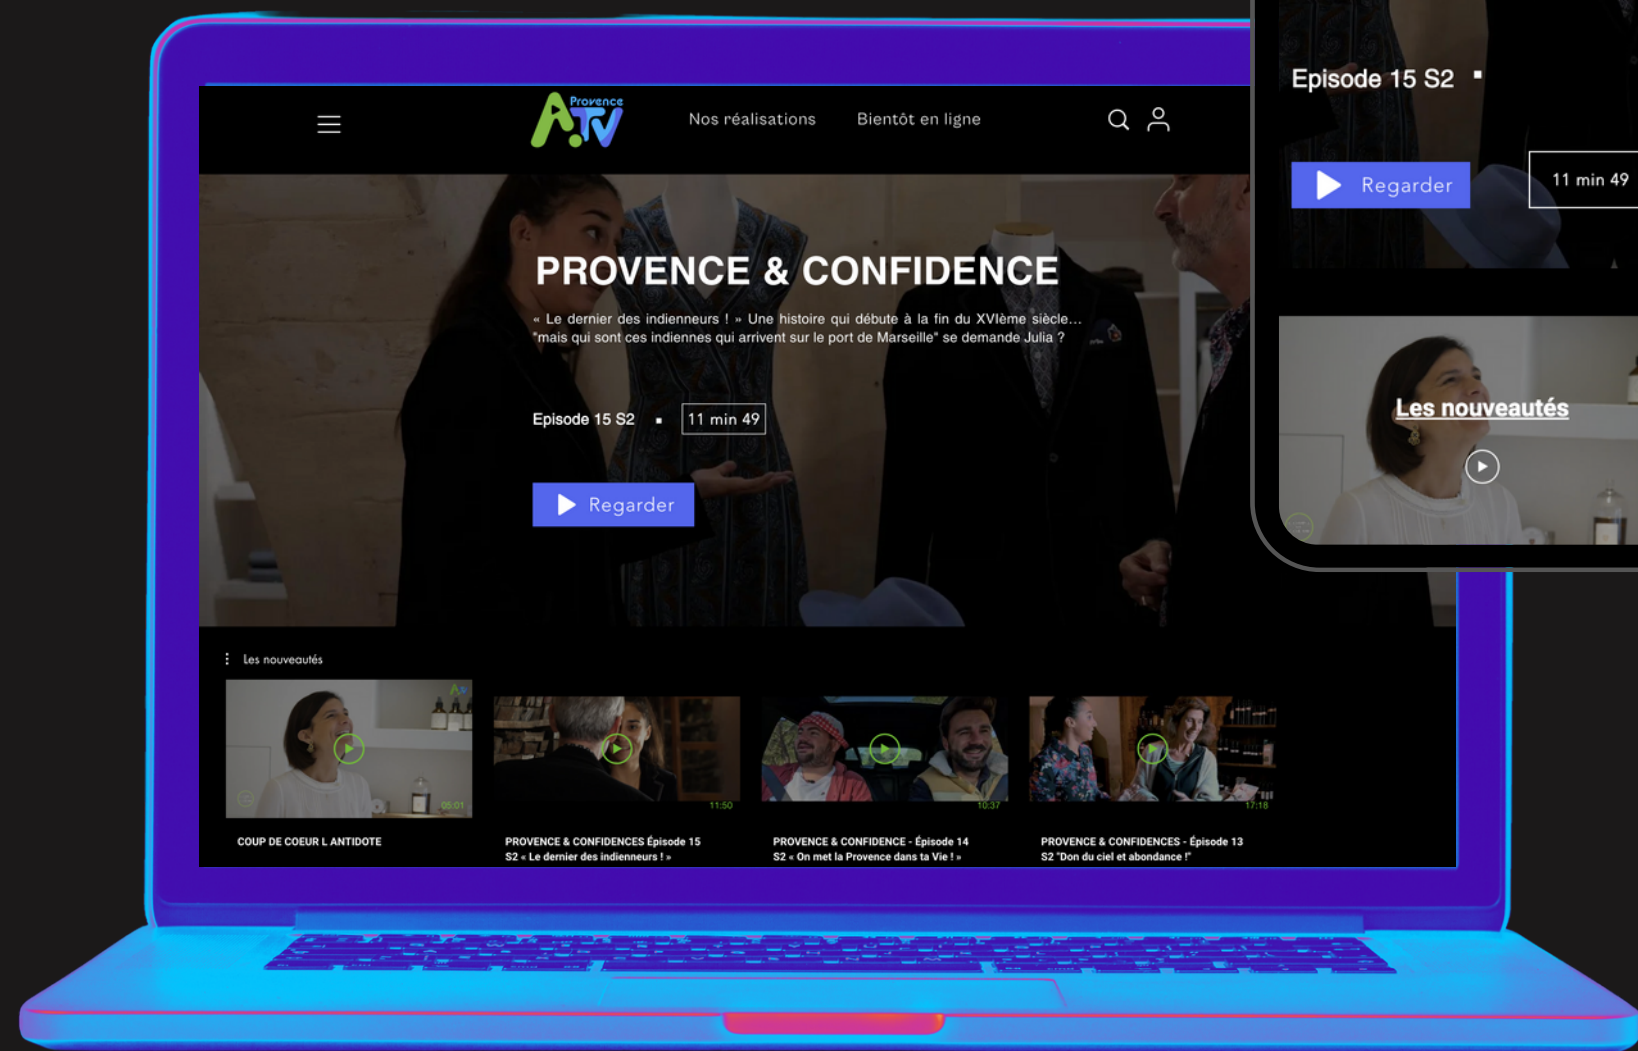 Provence
A.TV
Nos réalisations
Bientôt en ligne
PROVENCE & CONFIDENCE
« Le dernier des indienneurs ! » Une histoire qui débute à la fin du XVIème siècle...
"mais qui sont ces indiennes qui arrivent sur le port de Marseille" se demande Julia ?
Episode 15 S2 ▪ 11 min 49
Regarder
Les nouveautés
05:01
11:50
10:37
17:18
COUP DE COEUR L ANTIDOTE
PROVENCE & CONFIDENCES Épisode 15
S2 « Le dernier des indienneurs ! »
PROVENCE & CONFIDENCE - Épisode 14
S2 « On met la Provence dans ta Vie ! »
PROVENCE & CONFIDENCES - Épisode 13
S2 "Don du ciel et abondance !"
Episode 15 S2 ▪
Regarder
11 min 49
Les nouveautés